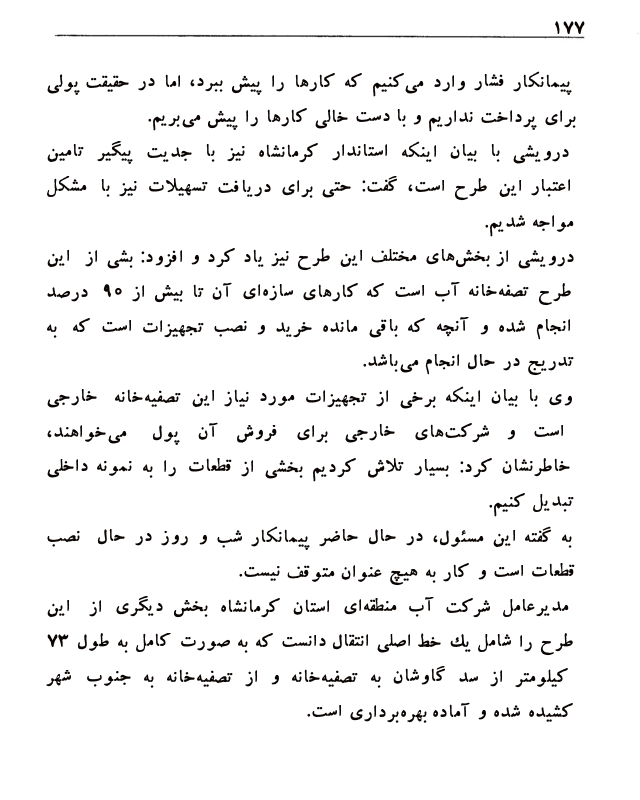 ١٧٧
پیمانکار فشار وارد می‌کنیم که کارها را پیش ببرد، اما در حقیقت پولی
برای پرداخت نداریم و با دست خالی کارها را پیش می‌بریم.
درویشی با بیان اینکه استاندار کرمانشاه نیز با جدیت پیگیر تامین
اعتبار این طرح است، گفت: حتی برای دریافت تسهیلات نیز با مشکل
مواجه شدیم.
درویشی از بخش‌های مختلف این طرح نیز یاد کرد و افزود: بشی از این
طرح تصفه‌خانه آب است که کارهای سازه‌ای آن تا بیش از ٩٠ درصد
انجام شده و آنچه که باقی مانده خرید و نصب تجهیزات است که به
تدریج در حال انجام می‌باشد.
وی با بیان اینکه برخی از تجهیزات مورد نیاز این تصفیه‌خانه خارجی
است و شرکت‌های خارجی برای فروش آن پول می‌خواهند،
خاطرنشان کرد: بسیار تلاش کردیم بخشی از قطعات را به نمونه داخلی
تبدیل کنیم.
به گفته این مسئول، در حال حاضر پیمانکار شب و روز در حال نصب
قطعات است و کار به هیچ عنوان متوقف نیست.
مدیرعامل شرکت آب منطقه‌ای استان کرمانشاه بخش دیگری از این
طرح را شامل یك خط اصلی انتقال دانست که به صورت کامل به طول ٧٣
کیلومتر از سد گاوشان به تصفیه‌خانه و از تصفیه‌خانه به جنوب شهر
کشیده شده و آماده بهره‌برداری است.